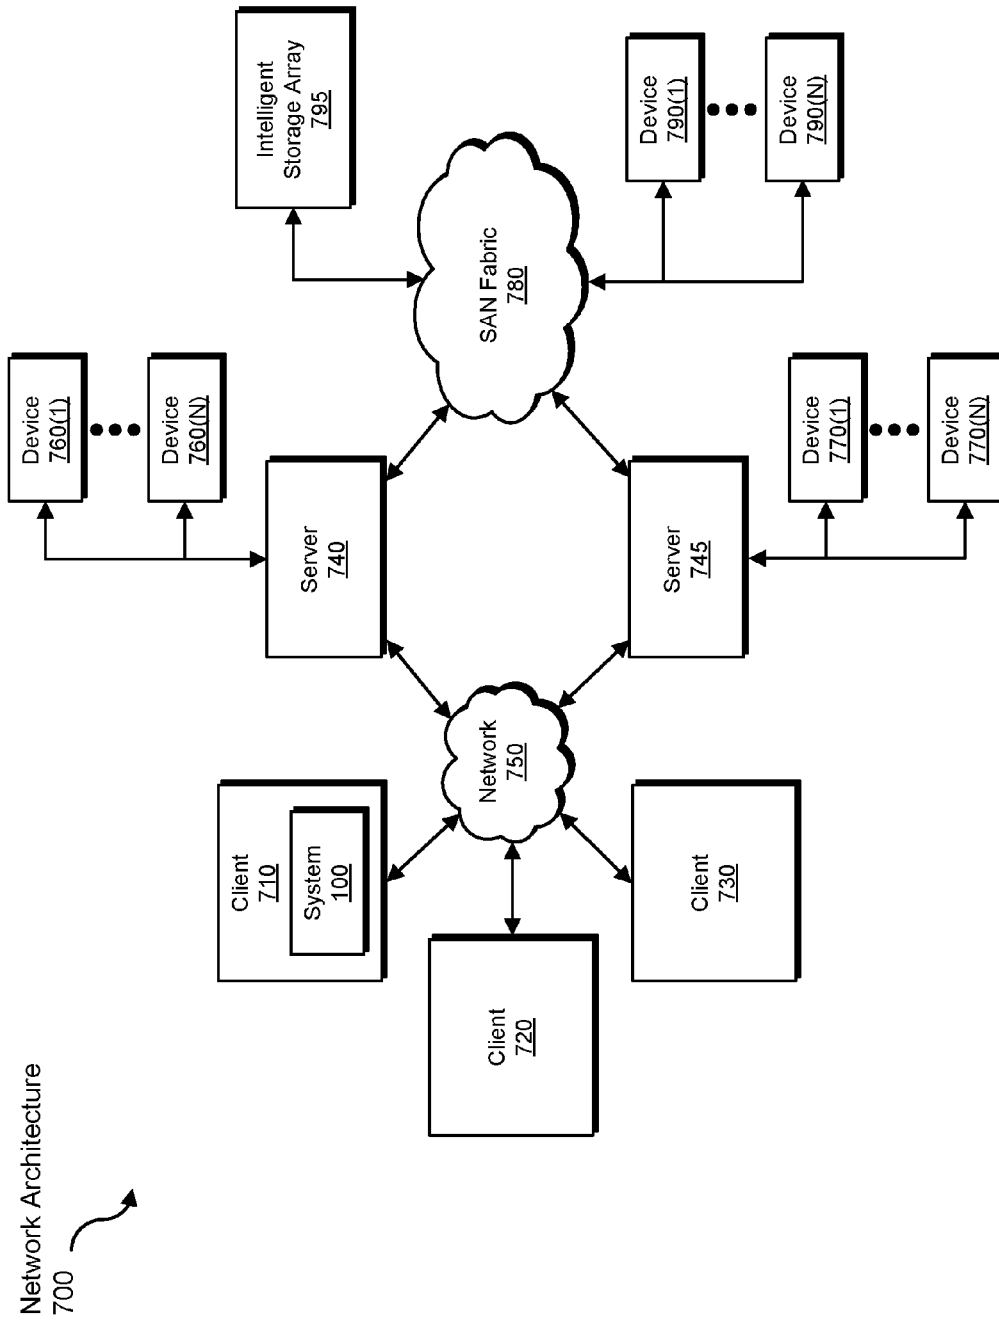 Network Architecture
700
Client
710
System
100
Client
720
Client
730
Network
750
Device
760(1)
Device
760(N)
Server
740
Server
745
Device
770(1)
Device
770(N)
SAN Fabric
780
Intelligent
Storage Array
795
Device
790(1)
Device
790(N)